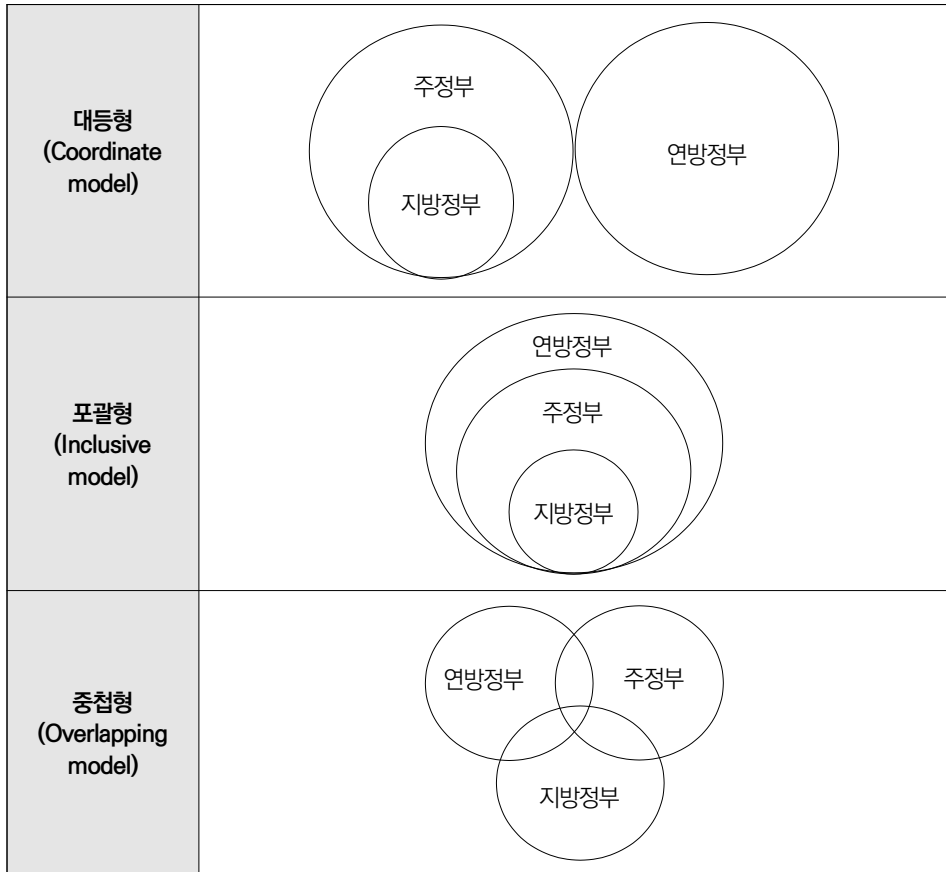 대등형
(Coordinate
model)
주정부
지방정부
연방정부
포괄형
(Inclusive
model)
연방정부
주정부
지방정부
중첩형
(Overlapping
model)
연방정부
주정부
지방정부